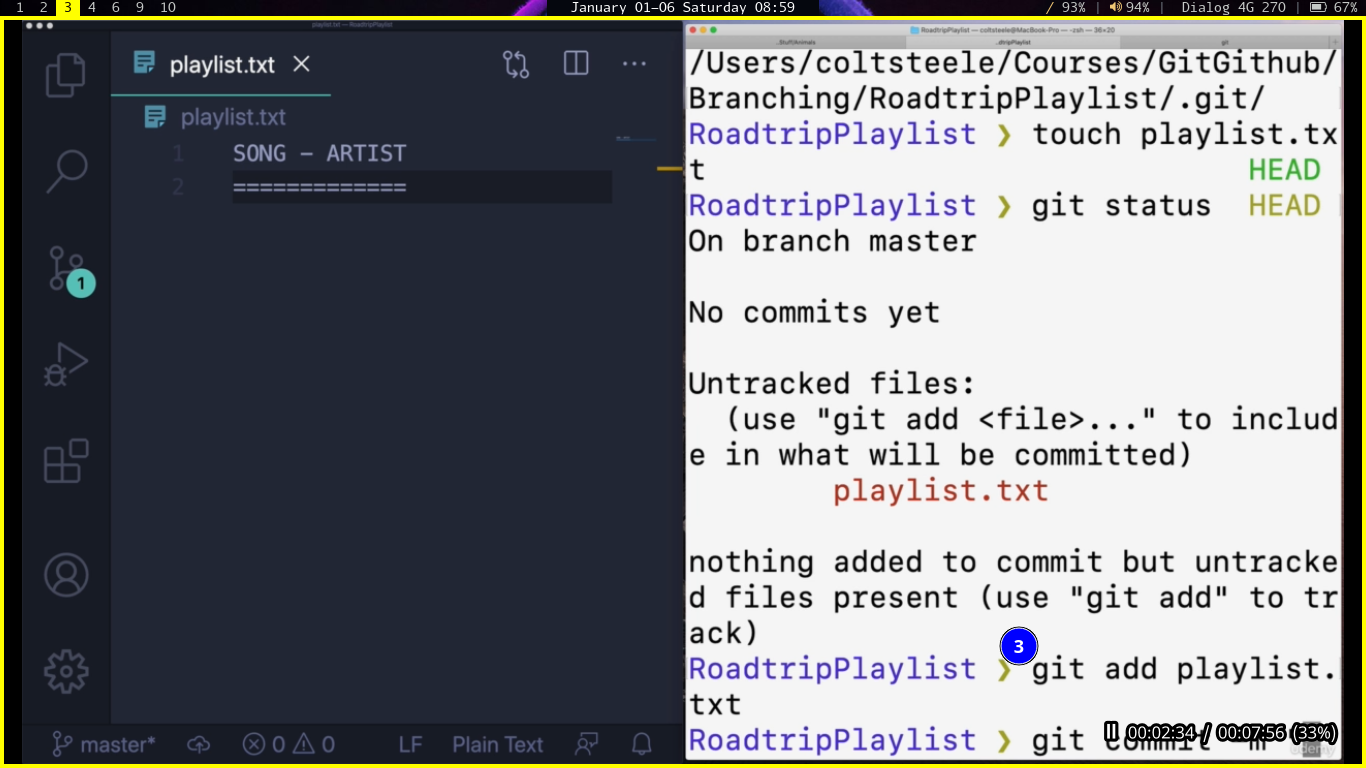 1 2 3 4 6 9 10
January 01-06 Saturday 08:59
/ 93% | 94% | Dialog 4G 270 | 67%
playlist.txt — RoadtripPlaylist
playlist.txt
playlist.txt
1 SONG - ARTIST
2 =============
1
master*
0 0
LF
Plain Text
RoadtripPlaylist — coltsteele@MacBook-Pro — -zsh — 36×20
..Stuff/Animals
..dtripPlaylist
git
/Users/coltsteele/Courses/GitGithub/
Branching/RoadtripPlaylist/.git/
RoadtripPlaylist ❯ touch playlist.tx
t HEAD
RoadtripPlaylist ❯ git status HEAD
On branch master
No commits yet
Untracked files:
(use "git add <file>..." to includ
e in what will be committed)
playlist.txt
nothing added to commit but untracke
d files present (use "git add" to tr
ack)
3
RoadtripPlaylist ❯ git add playlist.
txt
RoadtripPlaylist ❯ git commit -m
00:02:34 / 00:07:56 (33%)